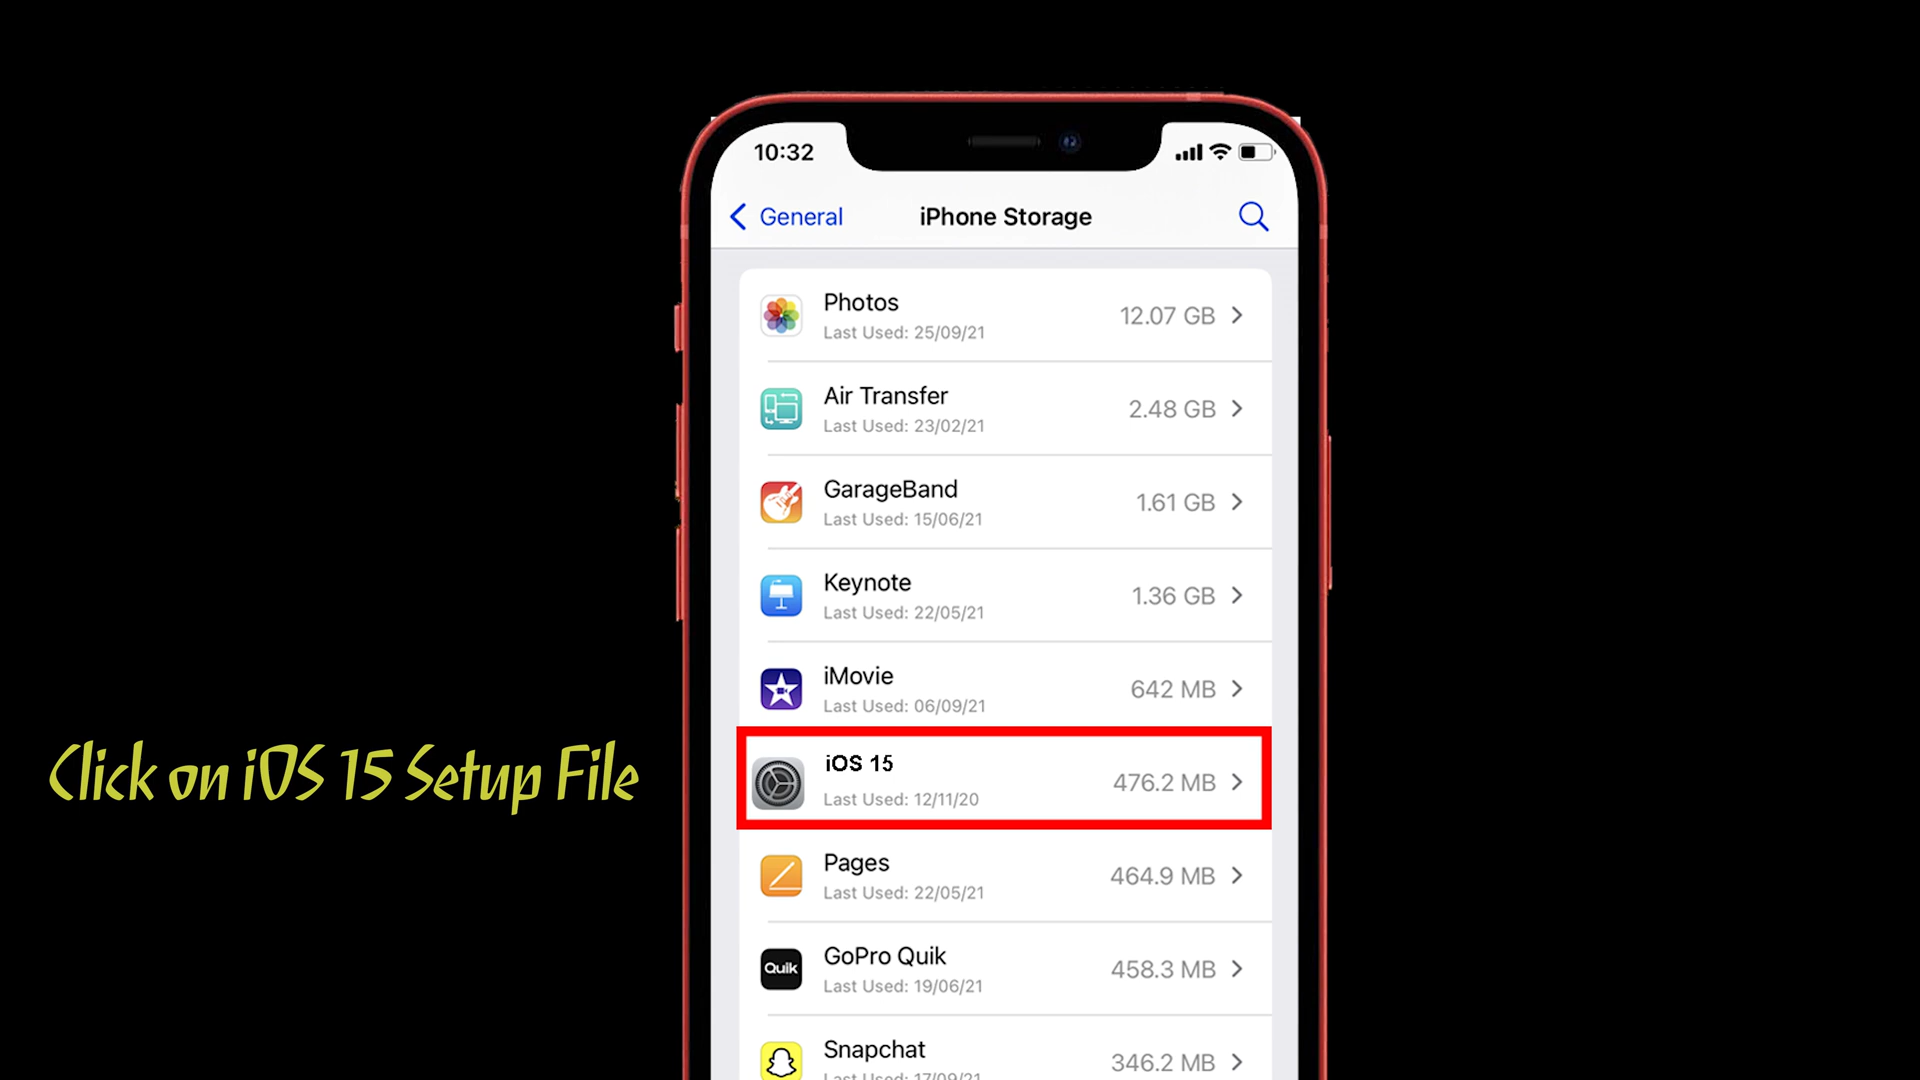 10:32
General
iPhone Storage
Photos
12.07 GB
Last Used: 25/09/21
Air Transfer
2.48 GB
Last Used: 23/02/21
GarageBand
1.61 GB
Last Used: 15/06/21
Keynote
1.36 GB
Last Used: 22/05/21
iMovie
642 MB
Last Used: 06/09/21
Click on iOS 15 Setup File
iOS 15
476.2 MB
Last Used: 12/11/20
Pages
464.9 MB
Last Used: 22/05/21
Quik
GoPro Quik
458.3 MB
Last Used: 19/06/21
Snapchat
346.2 MB
Last Used: 17/09/21